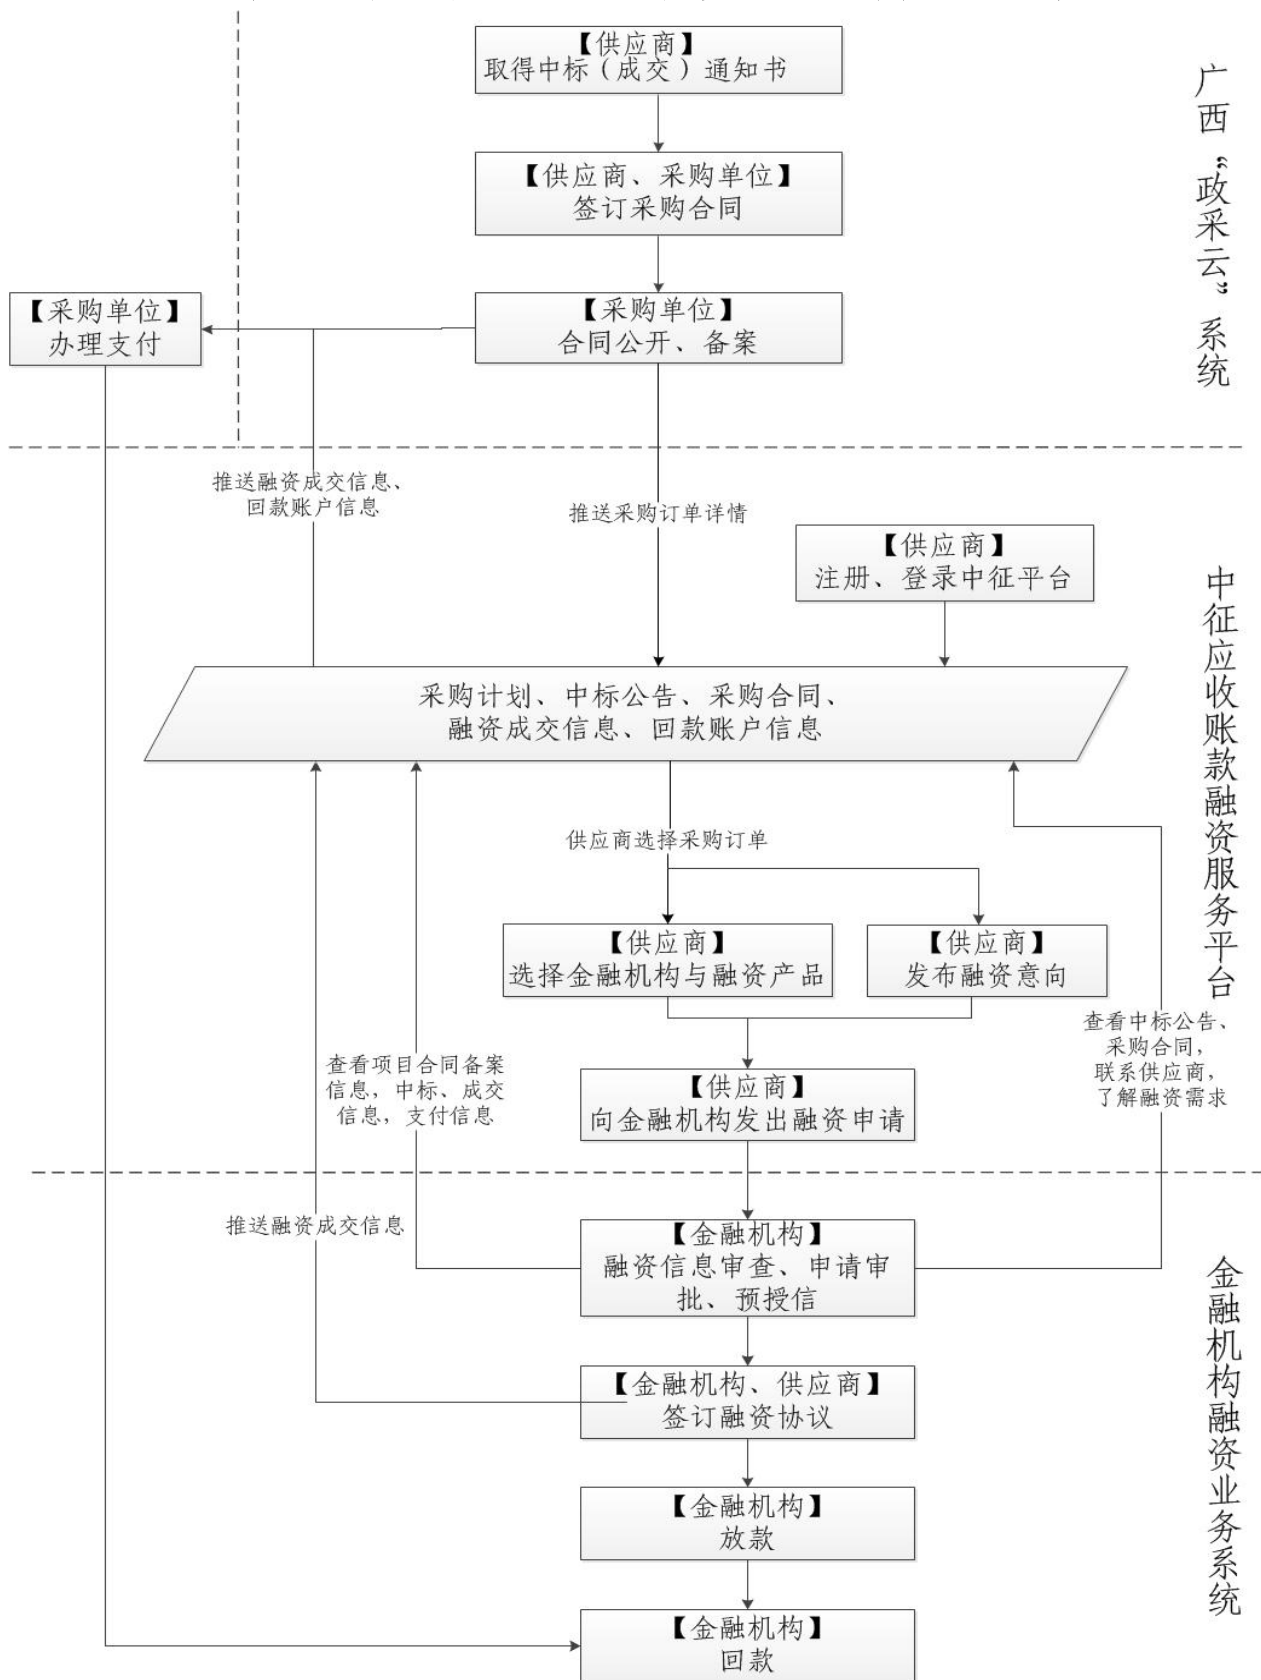 【供应商】
取得中标（成交）通知书
【供应商、采购单位】
签订采购合同
【采购单位】
办理支付
【采购单位】
合同公开、备案
广西“政采云”系统
推送融资成交信息、
回款账户信息
推送采购订单详情
【供应商】
注册、登录中征平台
采购计划、中标公告、采购合同、
融资成交信息、回款账户信息
供应商选择采购订单
【供应商】
选择金融机构与融资产品
【供应商】
发布融资意向
中征应收账款融资服务平台
查看项目合同备案
信息，中标、成交
信息，支付信息
【供应商】
向金融机构发出融资申请
查看中标公告、
采购合同，
联系供应商，
了解融资需求
推送融资成交信息
【金融机构】
融资信息审查、申请审
批、预授信
【金融机构、供应商】
签订融资协议
【金融机构】
放款
【金融机构】
回款
金融机构融资业务系统